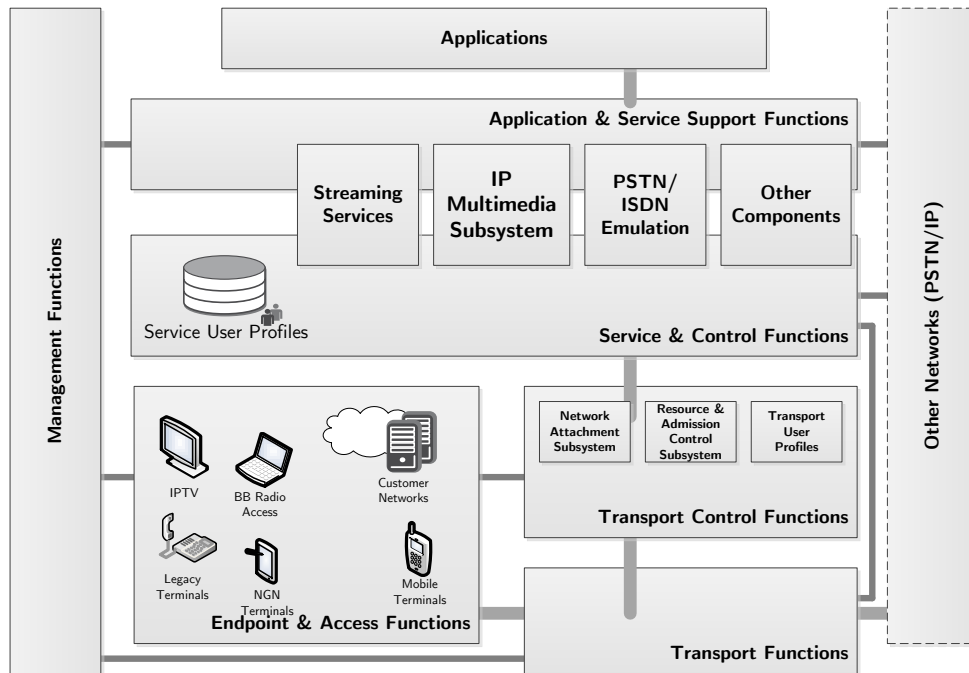 Applications
Management Functions
Other Networks (PSTN/IP)
Application & Service Support Functions
Streaming
Services
IP
Multimedia
Subsystem
PSTN/
ISDN
Emulation
Other
Components
Service User Profiles
Service & Control Functions
IPTV
BB Radio
Access
Customer
Networks
Legacy
Terminals
NGN
Terminals
Mobile
Terminals
Endpoint & Access Functions
Network
Attachment
Subsystem
Resource &
Admission
Control
Subsystem
Transport
User
Profiles
Transport Control Functions
Transport Functions